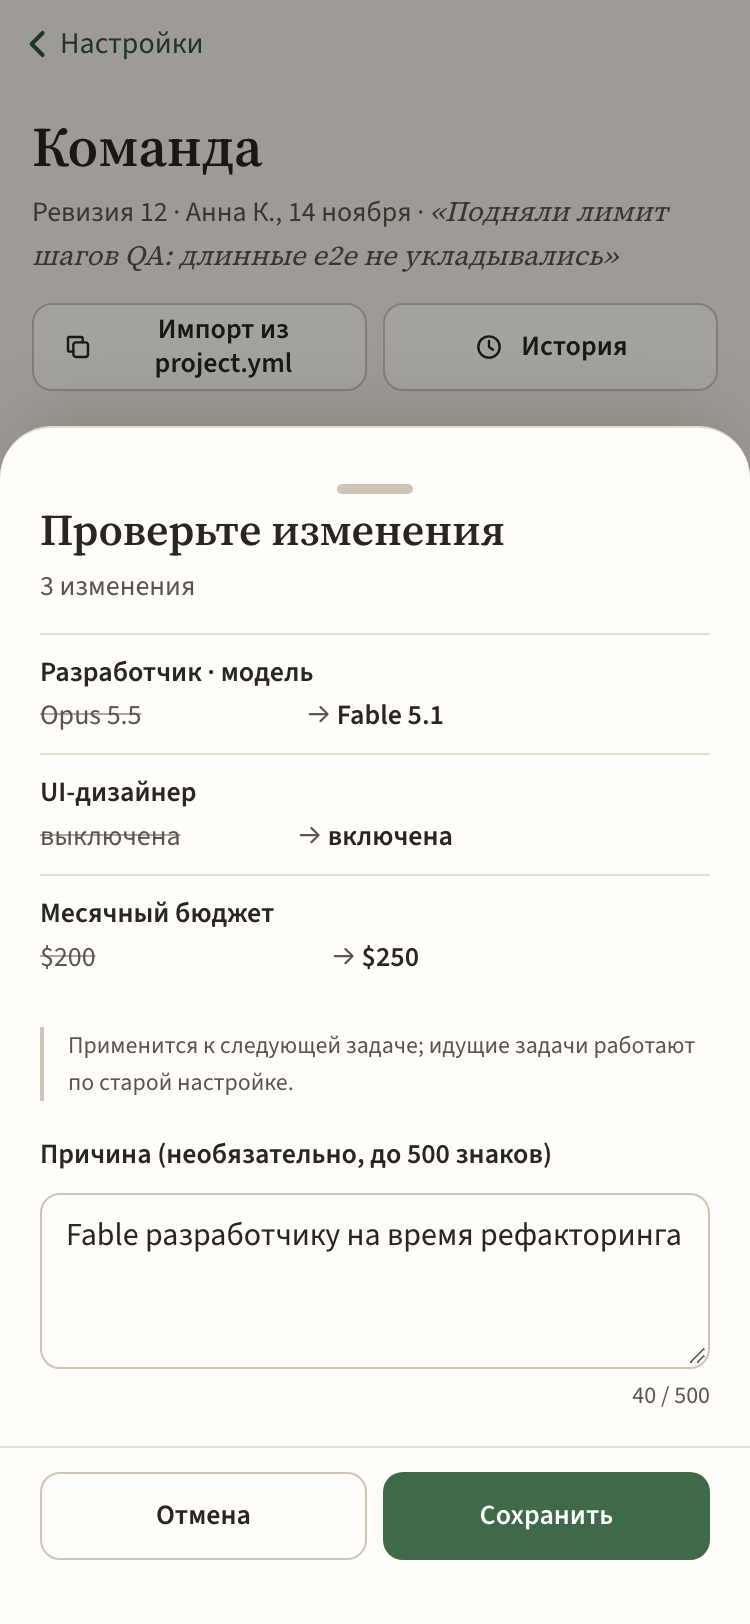 Настройки
Команда
Ревизия 12 · Анна К., 14 ноября · «Подняли лимит
шагов QA: длинные e2e не укладывались»
Импорт из
project.yml
История
Проверьте изменения
3 изменения
Разработчик · модель
Opus 5.5 → Fable 5.1
UI-дизайнер
выключена → включена
Месячный бюджет
$200 → $250
Применится к следующей задаче; идущие задачи работают
по старой настройке.
Причина (необязательно, до 500 знаков)
Fable разработчику на время рефакторинга
40 / 500
Отмена
Сохранить